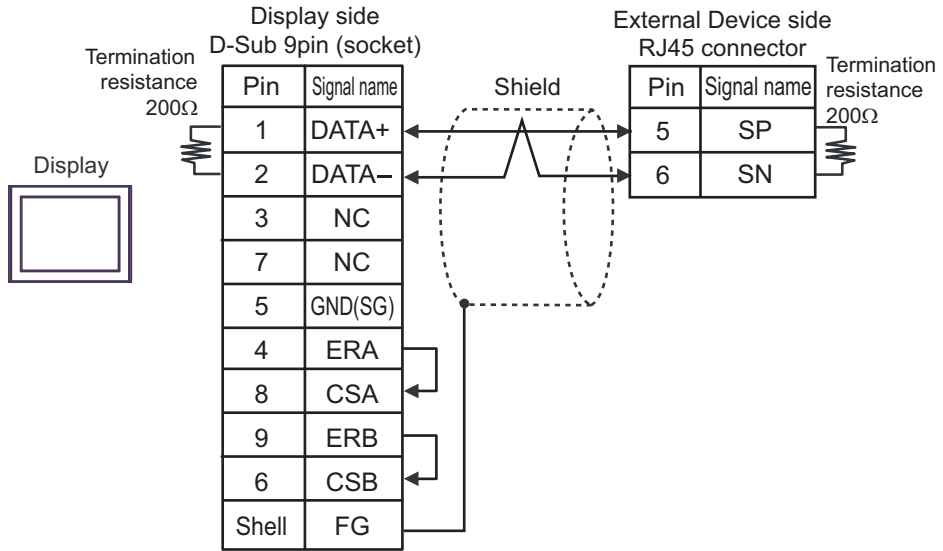 Display side
D-Sub 9pin (socket)
External Device side
RJ45 connector
Termination
resistance
200Ω
Shield
Termination
resistance
200Ω
Display
Pin Signal name
1 DATA+
2 DATA−
3 NC
7 NC
5 GND(SG)
4 ERA
8 CSA
9 ERB
6 CSB
Shell FG
Pin Signal name
5 SP
6 SN